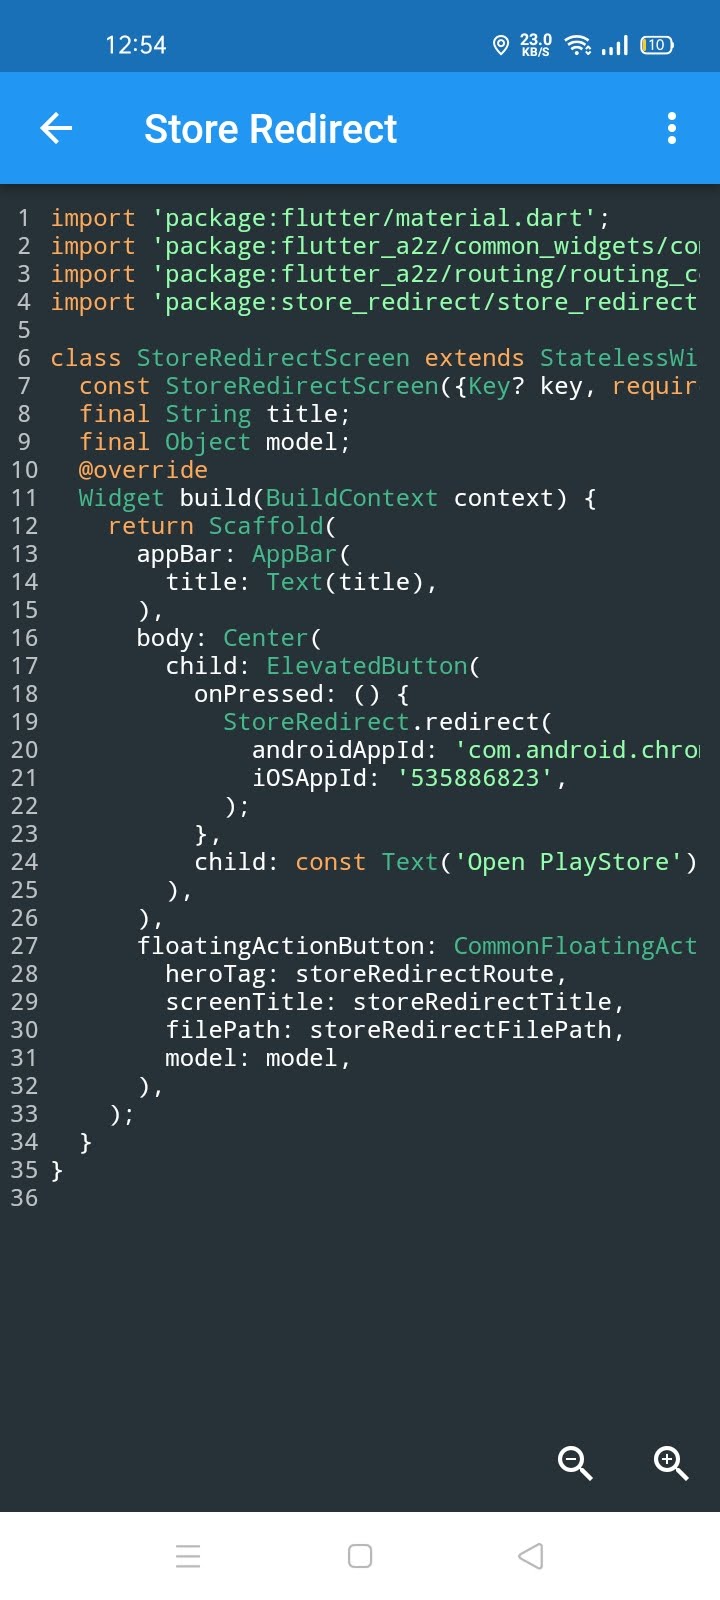 12:54
23.0
KB/S
10
Store Redirect
1 import 'package:flutter/material.dart';
2 import 'package:flutter_a2z/common_widgets/
3 import 'package:flutter_a2z/routing/
4 import 'package:store_redirect/store_redirect
5
6 class StoreRedirectScreen extends StatelessWi
7   const StoreRedirectScreen({Key? key, requir
8   final String title;
9   final Object model;
10   @override
11   Widget build(BuildContext context) {
12     return Scaffold(
13       appBar: AppBar(
14         title: Text(title),
15       ),
16       body: Center(
17         child: ElevatedButton(
18           onPressed: () {
19             StoreRedirect.redirect(
20               androidAppId: 'com.android.chro
21               iOSAppId: '535886823',
22             );
23           },
24           child: const Text('Open PlayStore')
25         ),
26       ),
27       floatingActionButton: CommonFloatingAct
28         heroTag: storeRedirectRoute,
29         screenTitle: storeRedirectTitle,
30         filePath: storeRedirectFilePath,
31         model: model,
32       ),
33     );
34   }
35 }
36